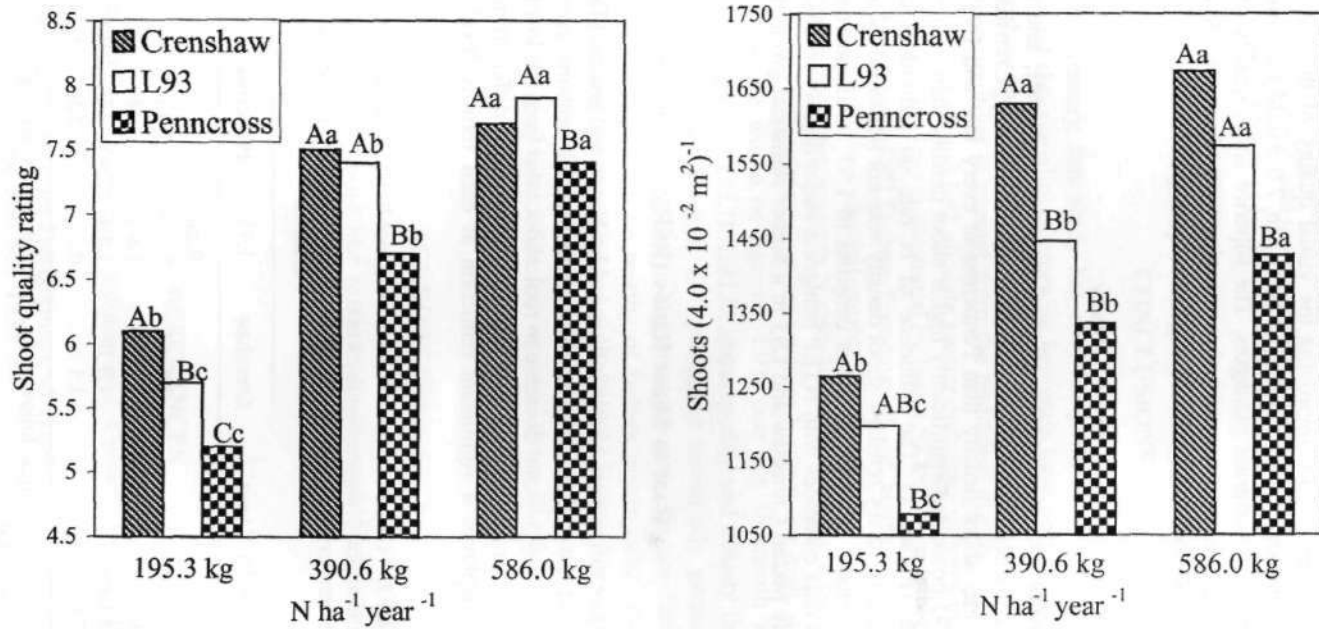 Shoot quality rating
8.5
7.5
6.5
6
5.5
5
4.5
Crenshaw
L93
Penncross
Ab
Bc
Cc
Aa
Ab
Bb
Aa
Aa
Ba
195.3 kg
390.6 kg
586.0 kg
N ha⁻¹ year ⁻¹
Shoots (4.0 x 10 ⁻² m²)⁻¹
1750
1650
1550
1450
1350
1250
1150
1050
Crenshaw
L93
Penncross
Ab
ABc
Bc
Aa
Bb
Bb
Aa
Aa
Ba
195.3 kg
390.6 kg
586.0 kg
N ha⁻¹ year ⁻¹